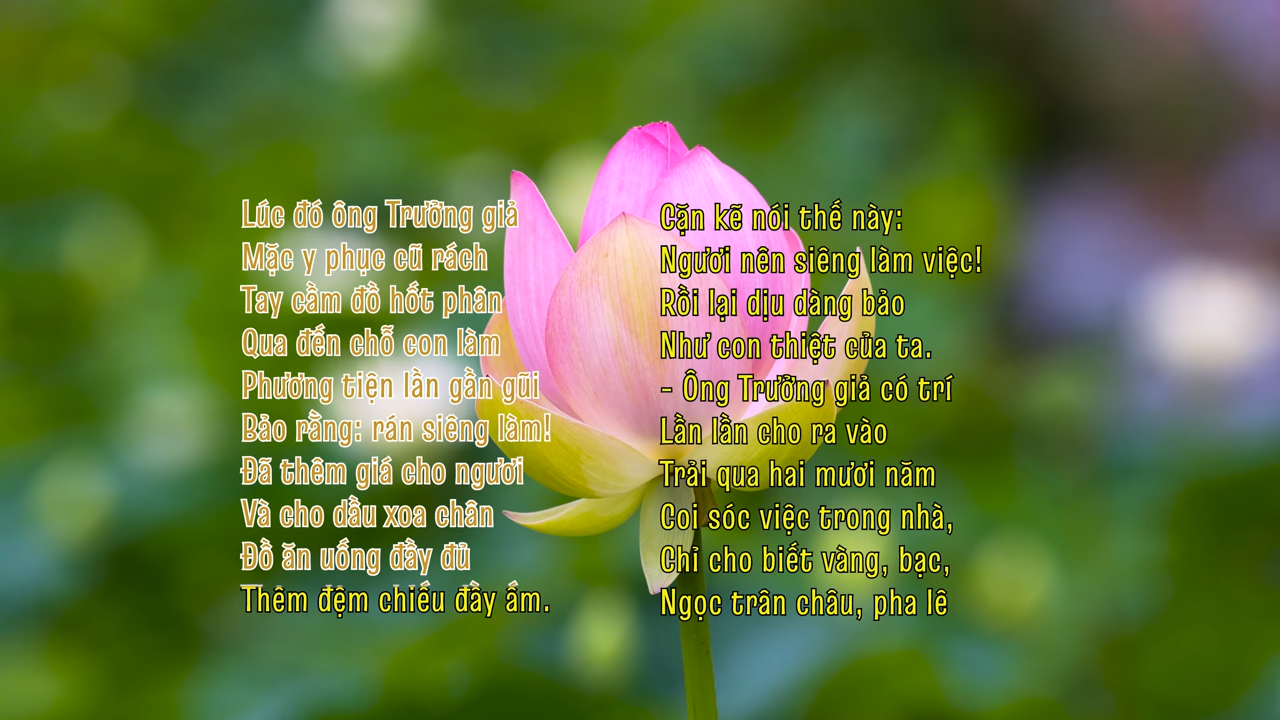 Lúc đó ông Trưởng giả
Mặc y phục cũ rách
Tay cầm đồ hốt phân
Qua đến chỗ con làm
Phương tiện lần gần gũi
Bảo rằng: rán siêng làm!
Đã thêm giá cho ngươi
Và cho dầu xoa chân
Đồ ăn uống đầy đủ
Thêm đệm chiếu đầy ấm.
Cặn kẽ nói thế này:
Ngươi nên siêng làm việc!
Rồi lại dịu dàng bảo
Như con thiệt của ta.
- Ông Trưởng giả có trí
Lần lần cho ra vào
Trải qua hai mươi năm
Coi sóc việc trong nhà,
Chỉ cho biết vàng, bạc,
Ngọc trân châu, pha lê